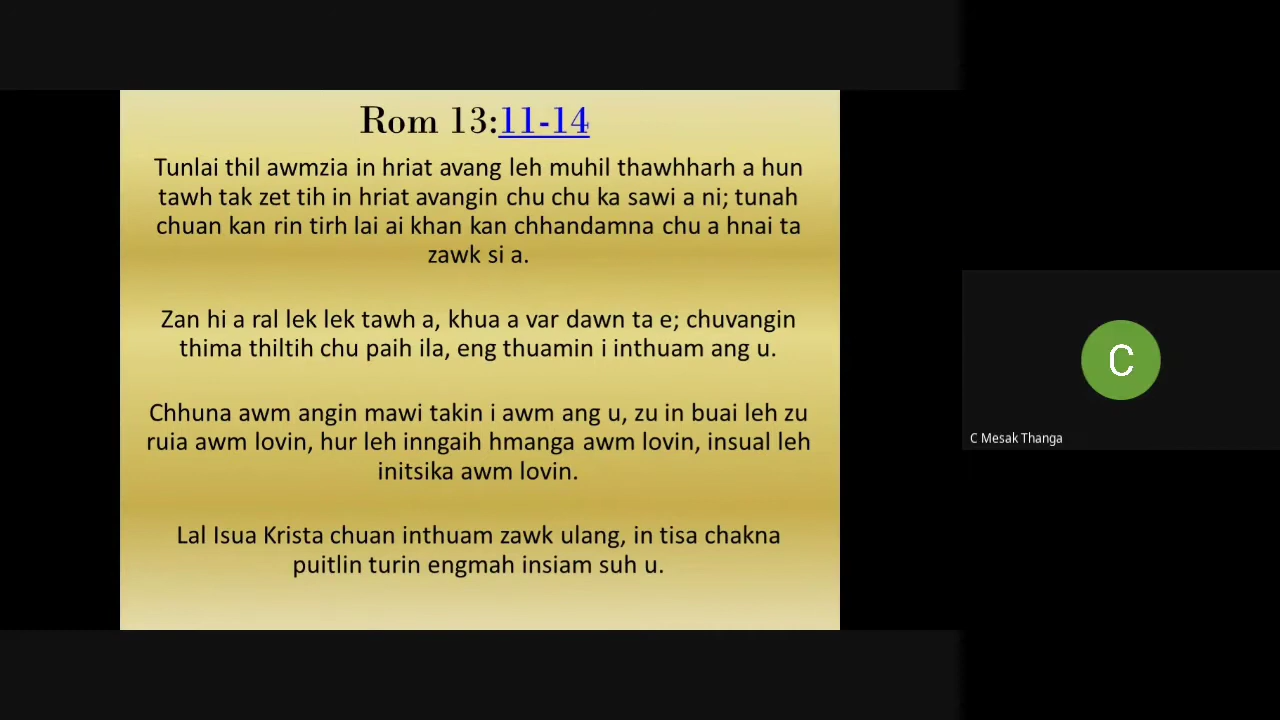 Rom 13:11-14
Tunlai thil awmzia in hriat avang leh muhil thawhharh a hun
tawh tak zet tih in hriat avangin chu chu ka sawi a ni; tunah
chuan kan rin tirh lai ai khan kan chhandamna chu a hnai ta
zawk si a.
Zan hi a ral lek lek tawh a, khua a var dawn ta e; chuvangin
thima thiltih chu paih ila, eng thuamin i inthuam ang u.
Chhuna awm angin mawi takin i awm ang u, zu in buai leh zu
ruia awm lovin, hur leh inngaih hmanga awm lovin, insual leh
initsika awm lovin.
Lal Isua Krista chuan inthuam zawk ulang, in tisa chakna
puitlin turin engmah insiam suh u.
C
C Mesak Thanga